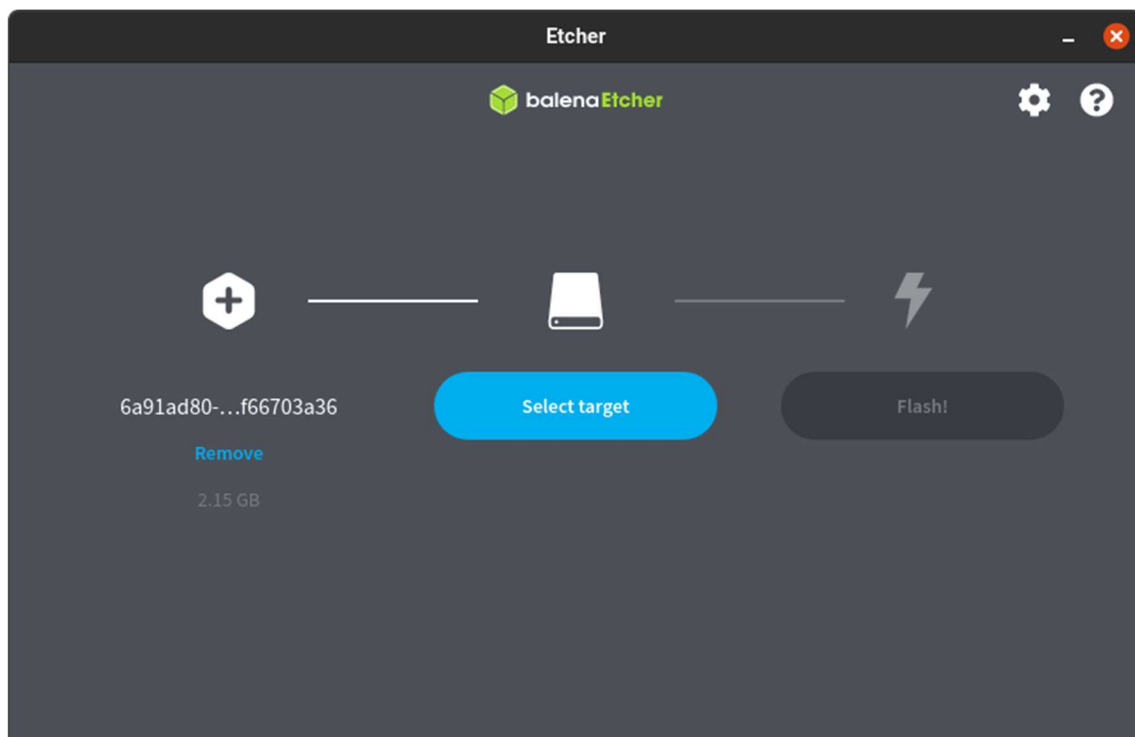 Etcher
balenaEtcher
6a91ad80-...f66703a36
Select target
Flash!
Remove
2.15 GB